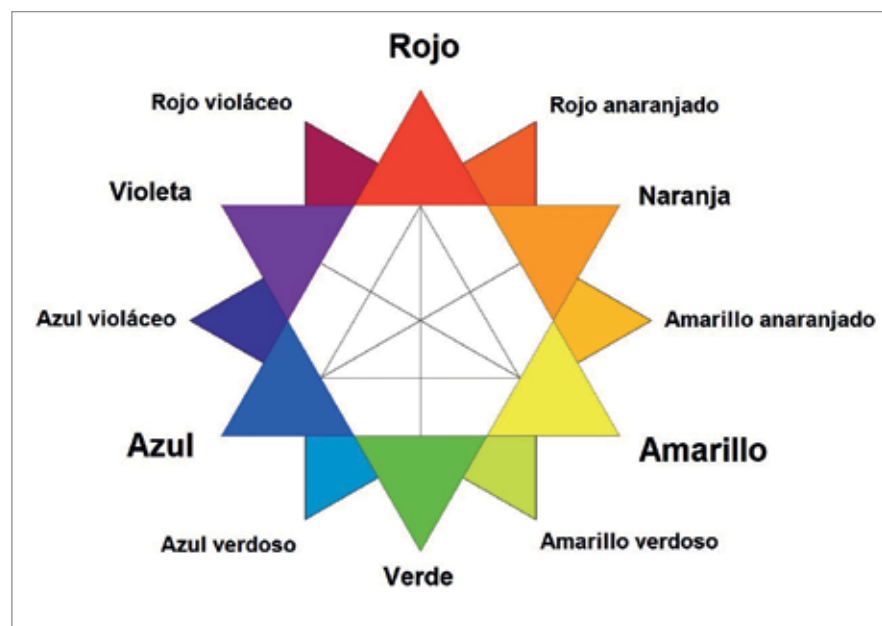 Rojo
Rojo violáceo
Rojo anaranjado
Violeta
Naranja
Azul violáceo
Amarillo anaranjado
Azul
Amarillo
Azul verdoso
Amarillo verdoso
Verde